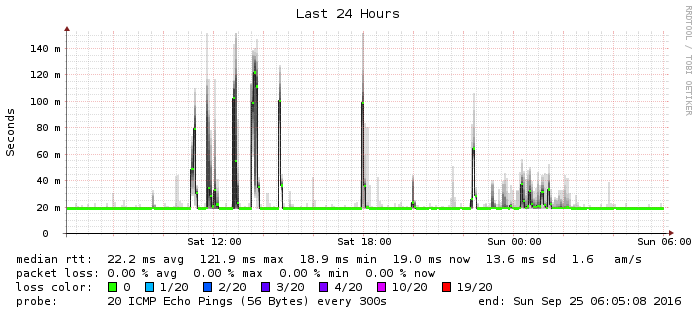 Last 24 Hours
RRDTOOL / TOBI OETIKER
Seconds
140 m
120 m
100 m
80 m
60 m
40 m
20 m
0
Sat 12:00 Sat 18:00 Sun 00:00 Sun 06:00
median rtt: 22.2 ms avg 121.9 ms max 18.9 ms min 19.0 ms now 13.6 ms sd 1.6 am/s
packet loss: 0.00 % avg 0.00 % max 0.00 % min 0.00 % now
loss color: 0 1/20 2/20 3/20 4/20 10/20 19/20
probe: 20 ICMP Echo Pings (56 Bytes) every 300s end: Sun Sep 25 06:05:08 2016